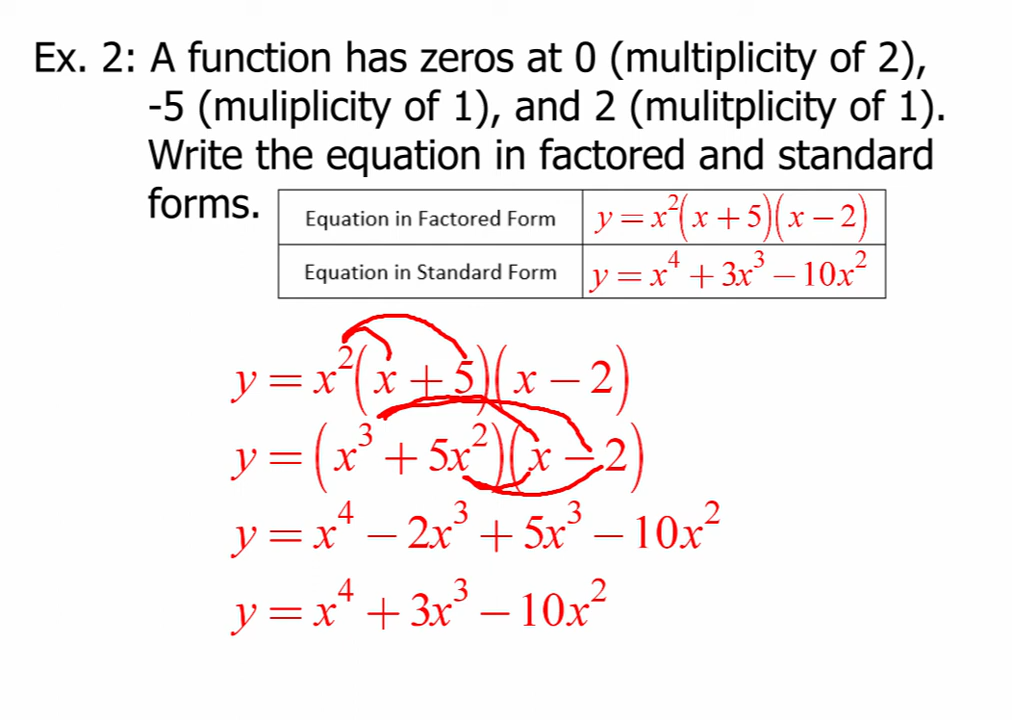 Ex. 2: A function has zeros at 0 (multiplicity of 2),
-5 (muliplicity of 1), and 2 (mulitplicity of 1).
Write the equation in factored and standard
forms.
Equation in Factored Form y = x²(x + 5)(x − 2)
Equation in Standard Form y = x⁴ + 3x³ − 10x²
y = x²(x + 5)(x − 2)
y = (x³ + 5x²)(x − 2)
y = x⁴ − 2x³ + 5x³ − 10x²
y = x⁴ + 3x³ − 10x²